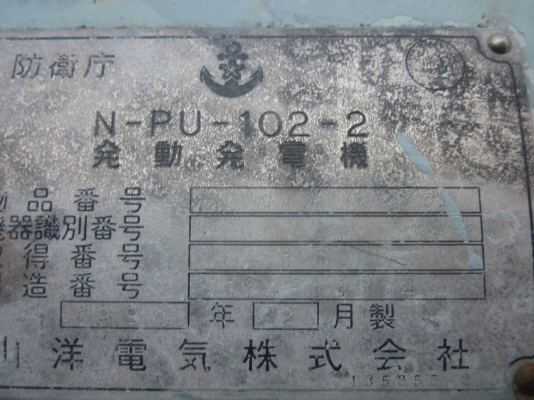 防衛庁
N-PU-102-2
発動発電機
品番号
器識別番号
得番号
造番号
年 月製
洋電気株式会社